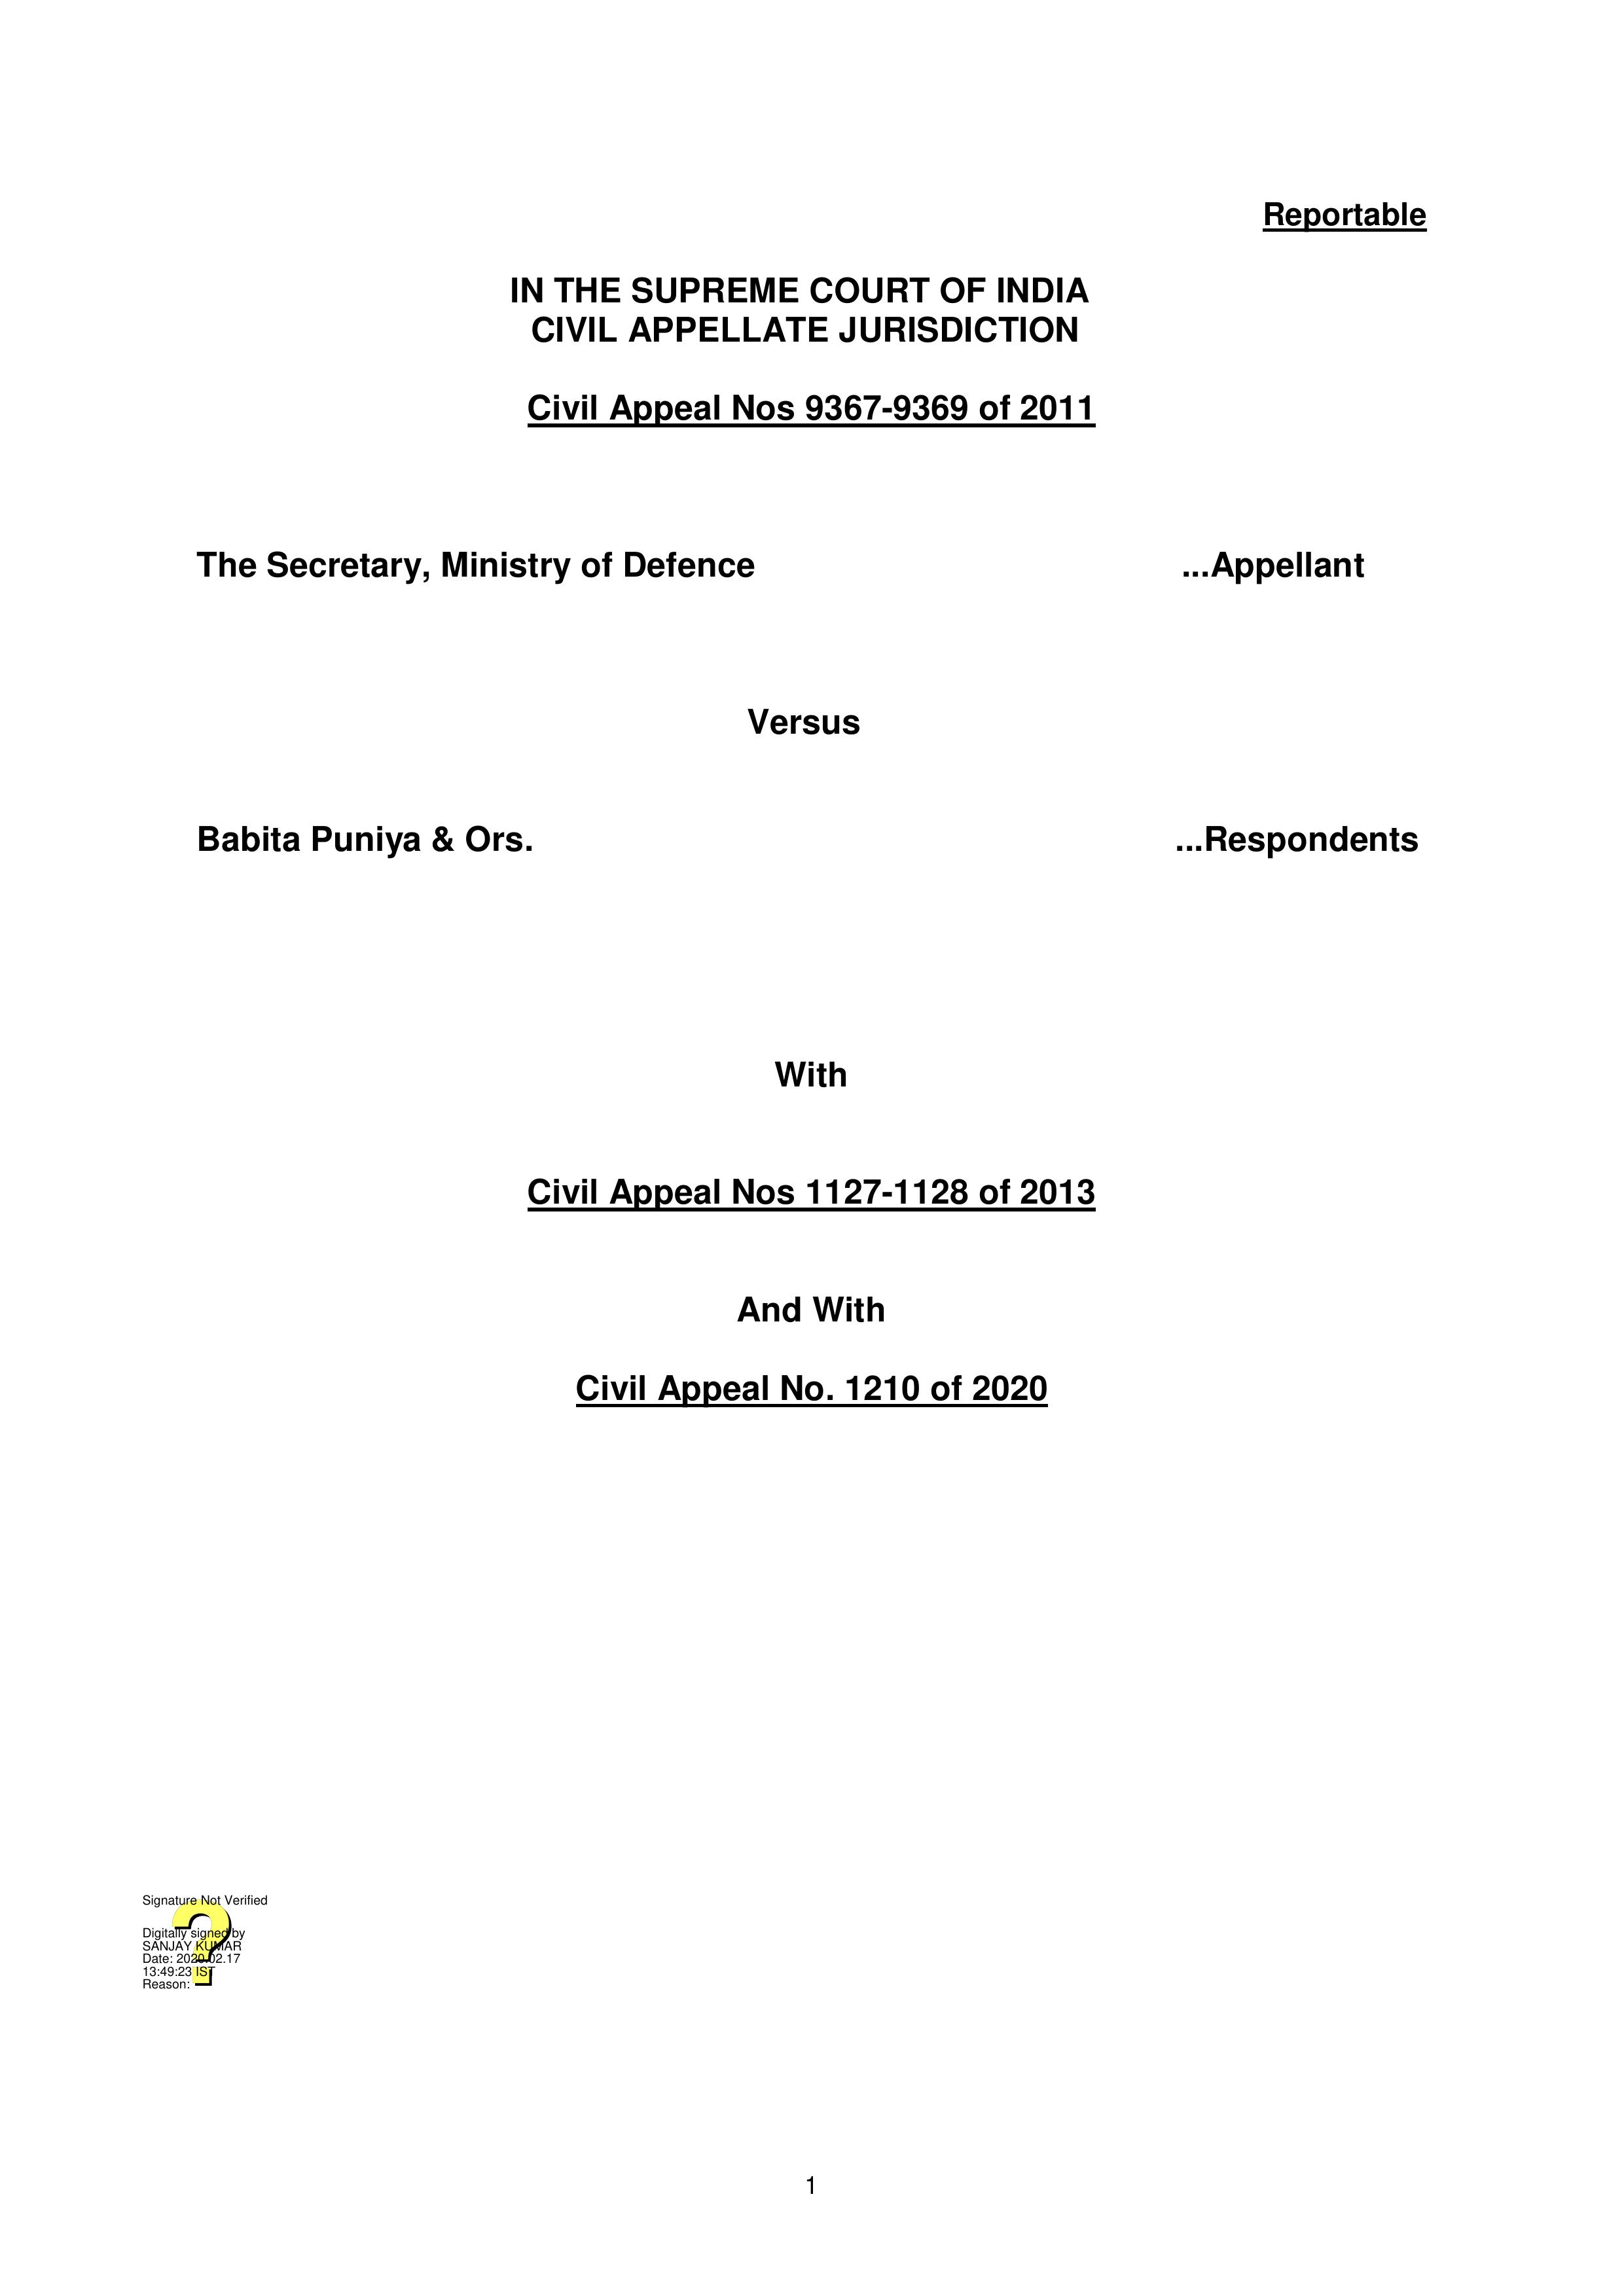 Reportable
IN THE SUPREME COURT OF INDIA
CIVIL APPELLATE JURISDICTION
Civil Appeal Nos 9367-9369 of 2011
The Secretary, Ministry of Defence ...Appellant
Versus
Babita Puniya & Ors. ...Respondents
With
Civil Appeal Nos 1127-1128 of 2013
And With
Civil Appeal No. 1210 of 2020
Signature Not Verified
Digitally signed by
SANJAY KUMAR
Date: 2020.02.17
13:49:23 IST
Reason:
1